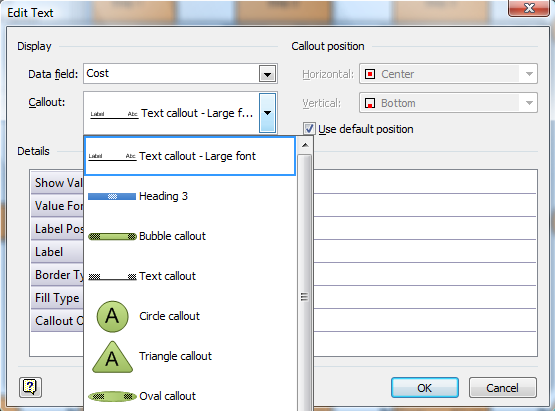 Edit Text
Display
Callout position
Data field: Cost
Horizontal: Center
Callout: Label Abc Text callout - Large f...
Vertical: Bottom
Use default position
Label Abc Text callout - Large font
Details
Show Val
Heading 3
Value For
Label Pos
Bubble callout
Label
Border Ty
Text callout
Fill Type
A Circle callout
Callout O
A Triangle callout
Oval callout
?
OK
Cancel